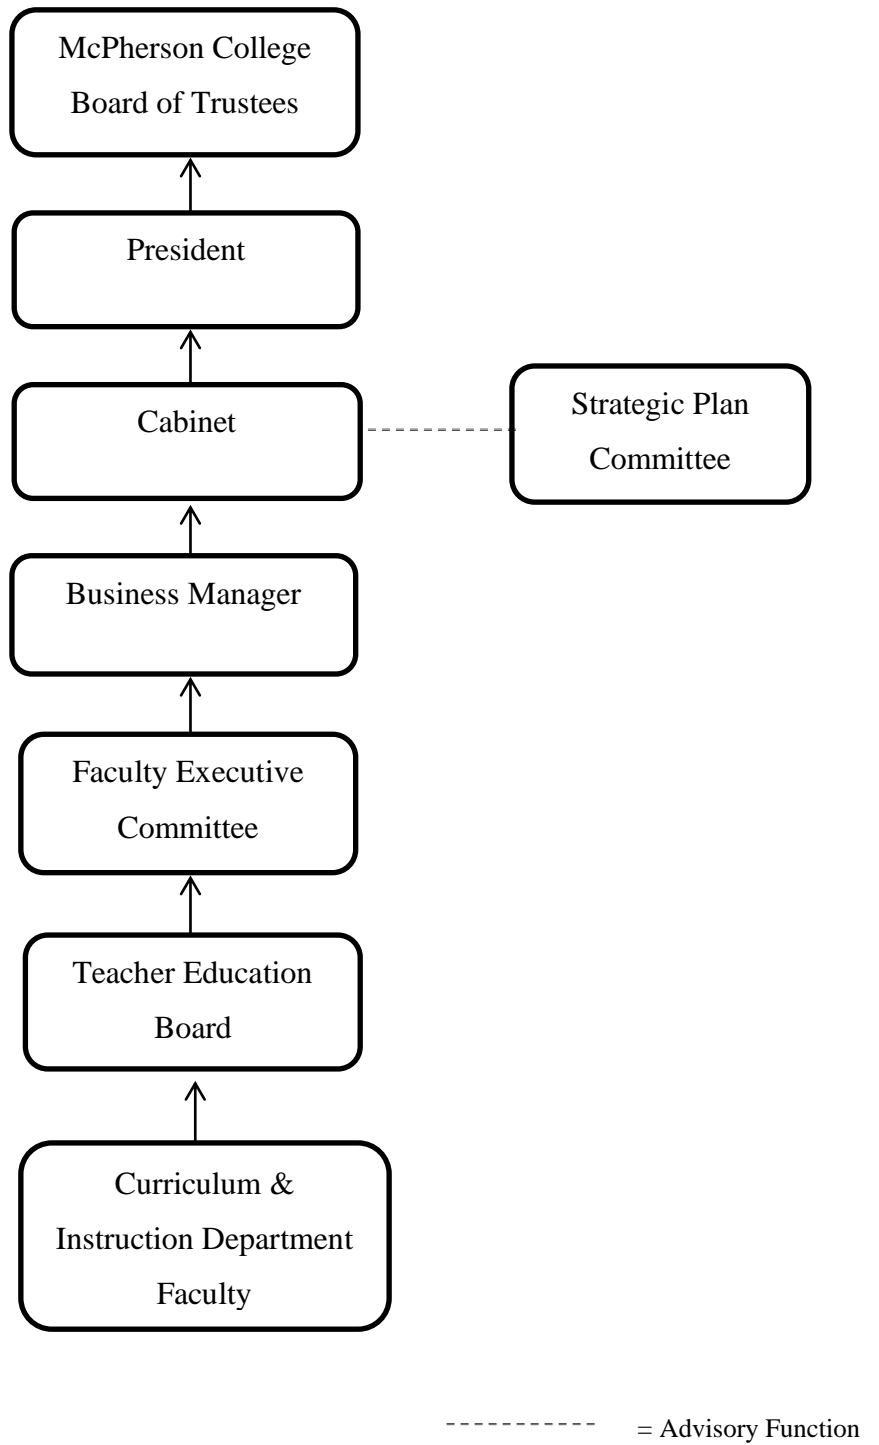 McPherson College
Board of Trustees
President
Cabinet
Strategic Plan
Committee
Business Manager
Faculty Executive
Committee
Teacher Education
Board
Curriculum &
Instruction Department
Faculty
= Advisory Function